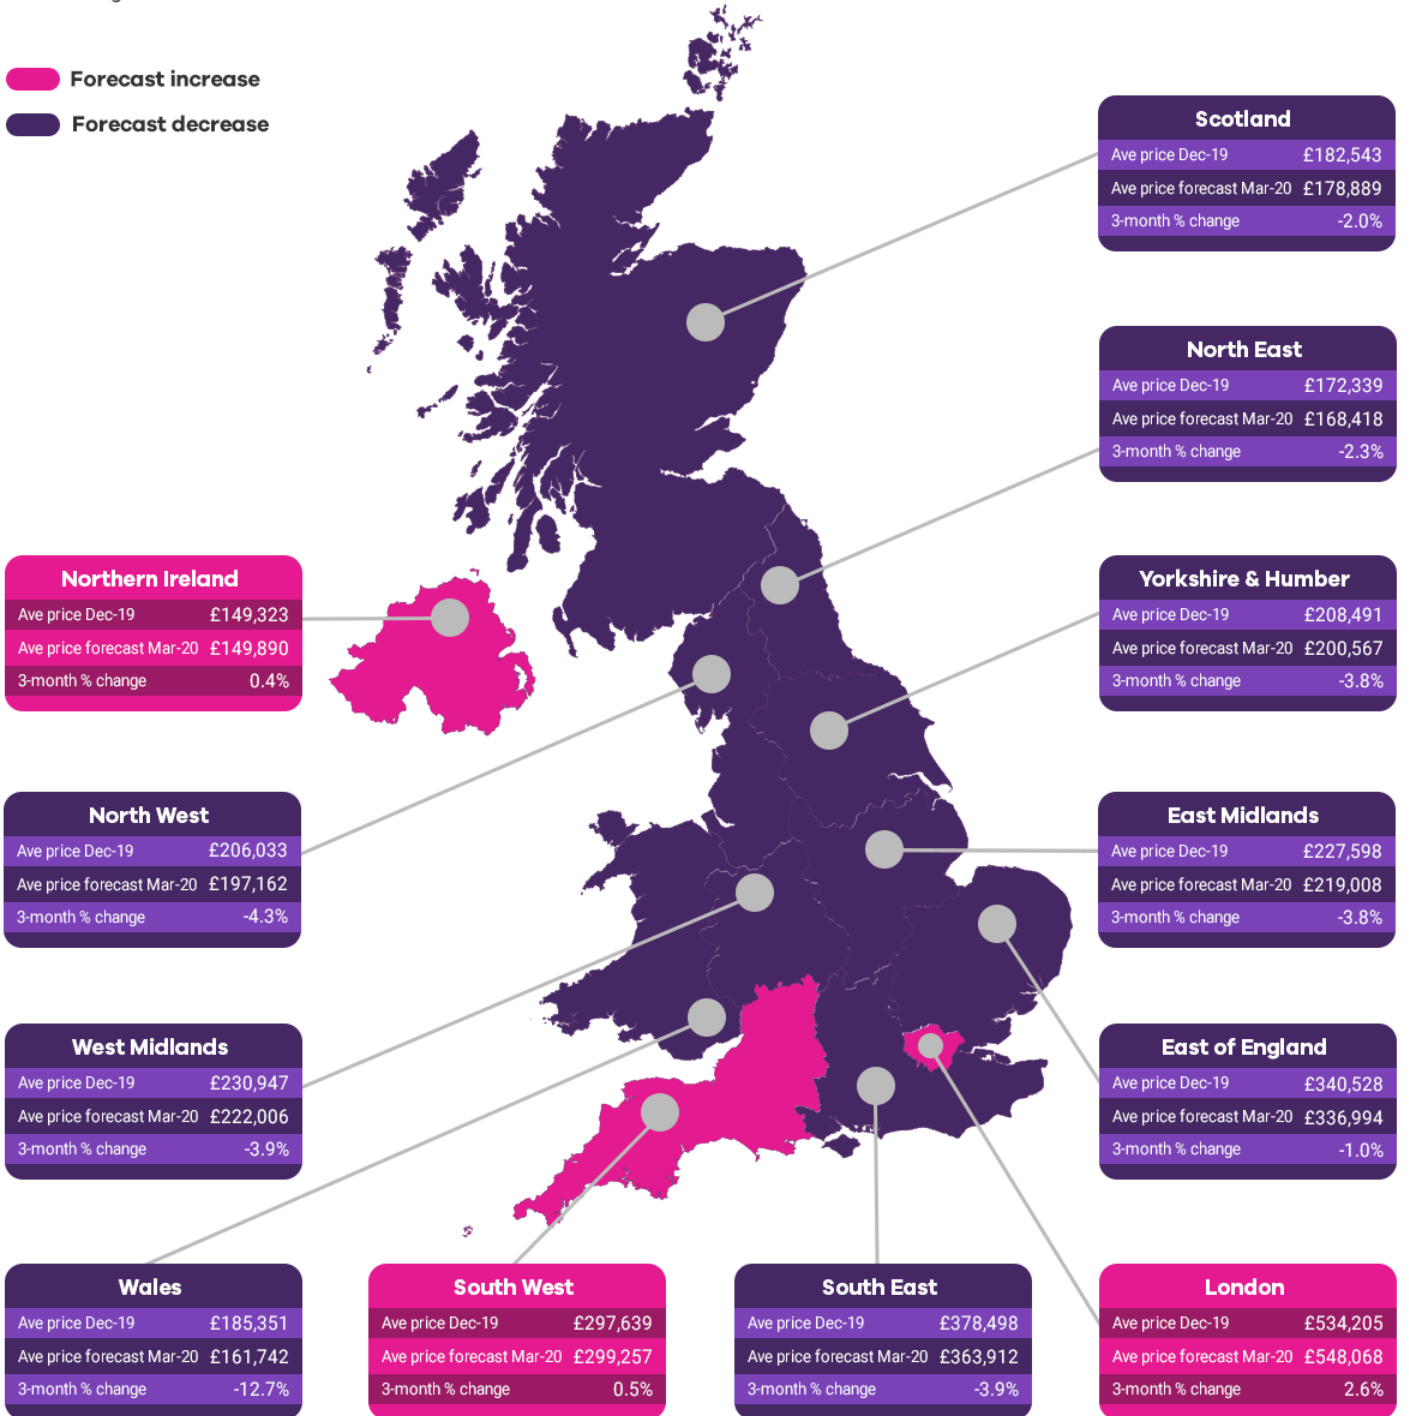 Forecast increase
Forecast decrease
Scotland
Ave price Dec-19 £182,543
Ave price forecast Mar-20 £178,889
3-month % change -2.0%
North East
Ave price Dec-19 £172,339
Ave price forecast Mar-20 £168,418
3-month % change -2.3%
Northern Ireland
Ave price Dec-19 £149,323
Ave price forecast Mar-20 £149,890
3-month % change 0.4%
Yorkshire & Humber
Ave price Dec-19 £208,491
Ave price forecast Mar-20 £200,567
3-month % change -3.8%
North West
Ave price Dec-19 £206,033
Ave price forecast Mar-20 £197,162
3-month % change -4.3%
East Midlands
Ave price Dec-19 £227,598
Ave price forecast Mar-20 £219,008
3-month % change -3.8%
West Midlands
Ave price Dec-19 £230,947
Ave price forecast Mar-20 £222,006
3-month % change -3.9%
East of England
Ave price Dec-19 £340,528
Ave price forecast Mar-20 £336,994
3-month % change -1.0%
Wales
Ave price Dec-19 £185,351
Ave price forecast Mar-20 £161,742
3-month % change -12.7%
South West
Ave price Dec-19 £297,639
Ave price forecast Mar-20 £299,257
3-month % change 0.5%
South East
Ave price Dec-19 £378,498
Ave price forecast Mar-20 £363,912
3-month % change -3.9%
London
Ave price Dec-19 £534,205
Ave price forecast Mar-20 £548,068
3-month % change 2.6%